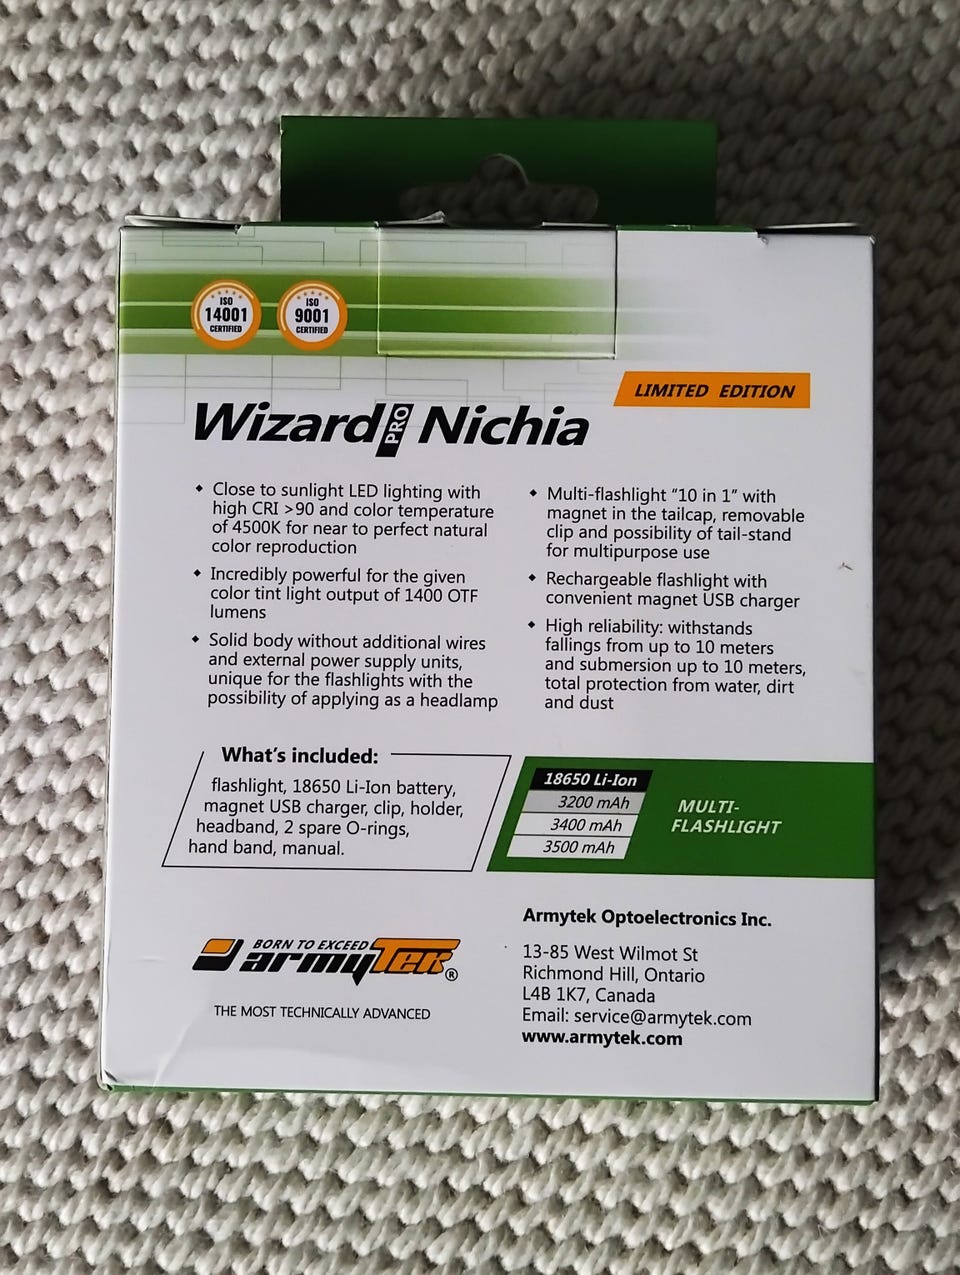 ISO
14001
CERTIFIED
ISO
9001
CERTIFIED
LIMITED EDITION
Wizard PRO Nichia
Close to sunlight LED lighting with
high CRI >90 and color temperature
of 4500K for near to perfect natural
color reproduction
Incredibly powerful for the given
color tint light output of 1400 OTF
lumens
Solid body without additional wires
and external power supply units,
unique for the flashlights with the
possibility of applying as a headlamp
Multi-flashlight “10 in 1” with
magnet in the tailcap, removable
clip and possibility of tail-stand
for multipurpose use
Rechargeable flashlight with
convenient magnet USB charger
High reliability: withstands
fallings from up to 10 meters
and submersion up to 10 meters,
total protection from water, dirt
and dust
What’s included:
flashlight, 18650 Li-Ion battery,
magnet USB charger, clip, holder,
headband, 2 spare O-rings,
hand band, manual.
18650 Li-Ion
3200 mAh
3400 mAh
3500 mAh
MULTI-
FLASHLIGHT
BORN TO EXCEED
armyTek®
THE MOST TECHNICALLY ADVANCED
Armytek Optoelectronics Inc.
13-85 West Wilmot St
Richmond Hill, Ontario
L4B 1K7, Canada
Email: service@armytek.com
www.armytek.com